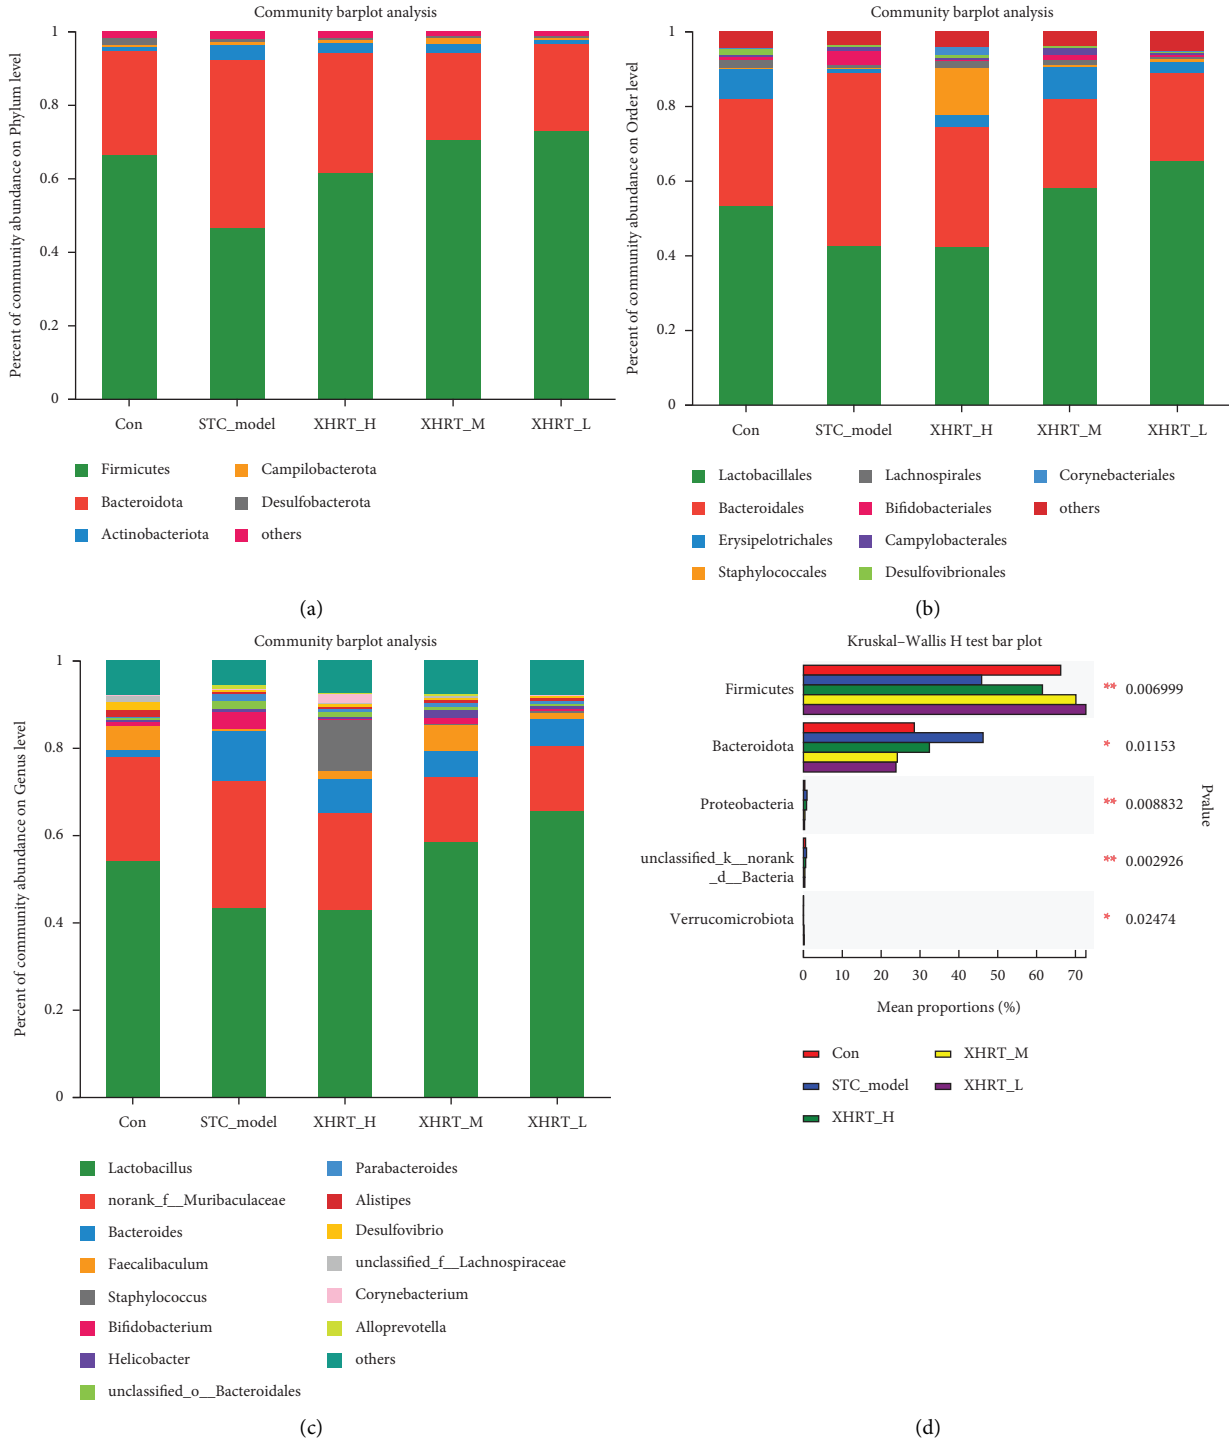 Community barplot analysis
Percent of community abundance on Phylum level
1
0.8
0.6
0.4
0.2
0
Con STC_model XHRT_H XHRT_M XHRT_L
Firmicutes Campilobacterota
Bacteroidota Desulfobacterota
Actinobacteriota others
(a)
Community barplot analysis
Percent of community abundance on Order level
1
0.8
0.6
0.4
0.2
0
Con STC_model XHRT_H XHRT_M XHRT_L
Lactobacillales Lachnospirales Corynebacteriales
Bacteroidales Bifidobacteriales others
Erysipelotrichales Campylobacterales
Staphylococcales Desulfovibrionales
(b)
Community barplot analysis
Percent of community abundance on Genus level
1
0.8
0.6
0.4
0.2
0
Con STC_model XHRT_H XHRT_M XHRT_L
Lactobacillus Parabacteroides
norank_f__Muribaculaceae Alistipes
Bacteroides Desulfovibrio
Faecalibaculum unclassified_f__Lachnospiraceae
Staphylococcus Corynebacterium
Bifidobacterium Alloprevotella
Helicobacter others
unclassified_o__Bacteroidales
(c)
Kruskal–Wallis H test bar plot
Firmicutes ** 0.006999
Bacteroidota * 0.01153
Proteobacteria ** 0.008832
unclassified_k__norank
_d__Bacteria ** 0.002926
Verrucomicrobiota * 0.02474
Pvalue
0 10 20 30 40 50 60 70
Mean proportions (%)
Con XHRT_M
STC_model XHRT_L
XHRT_H
(d)